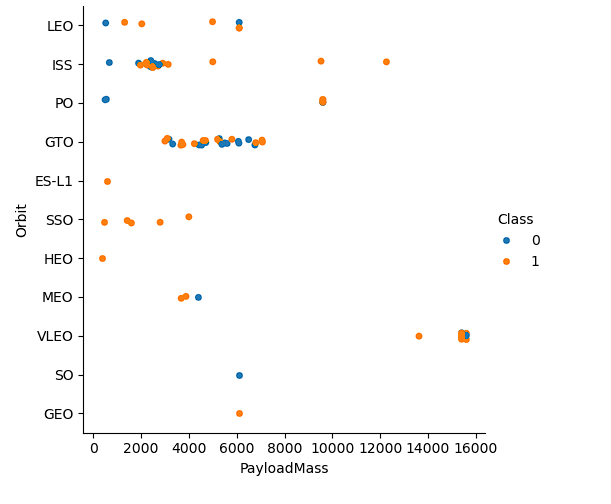 LEO
ISS
PO
GTO
ES-L1
SSO
HEO
MEO
VLEO
SO
GEO
Orbit
0 2000 4000 6000 8000 10000 12000 14000 16000
PayloadMass
Class
0
1